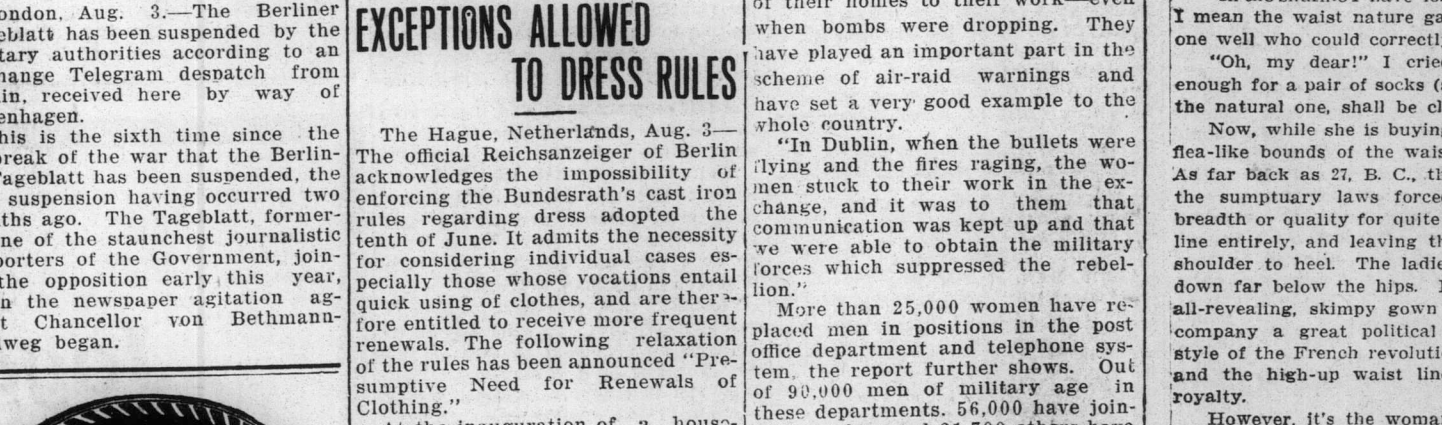 ondon, Aug. 3.—The Berliner
eblatt has been suspended by the
tary authorities according to an
hange Telegram despatch from
in, received here by way of
enhagen.
his is the sixth time since the
reak of the war that the Berlin-
ageblatt has been suspended, the
suspension having occurred two
ths ago. The Tageblatt, former-
ne of the staunchest journalistic
porters of the Government, join-
the opposition early this year,
n the newspaper agitation ag-
t Chancellor von Bethmann-
weg began.
EXCEPTIONS ALLOWED
TO DRESS RULES
The Hague, Netherlands, Aug. 3—
The official Reichsanzeiger of Berlin
acknowledges the impossibility of
enforcing the Bundesrath's cast iron
rules regarding dress adopted the
tenth of June. It admits the necessity
for considering individual cases es-
pecially those whose vocations entail
quick using of clothes, and are there-
fore entitled to receive more frequent
renewals. The following relaxation
of the rules has been announced "Pre-
sumptive Need for Renewals of
Clothing."
At the inauguration of a house-
of their homes to their work—even
when bombs were dropping. They
have played an important part in the
scheme of air-raid warnings and
have set a very good example to the
whole country.
"In Dublin, when the bullets were
flying and the fires raging, the wo-
men stuck to their work in the ex-
change, and it was to them that
communication was kept up and that
we were able to obtain the military
forces which suppressed the rebel-
lion."
More than 25,000 women have re-
placed men in positions in the post
office department and telephone sys-
tem, the report further shows. Out
of 90,000 men of military age in
these departments. 56,000 have join-
I mean the waist nature ga
one well who could correctl
"Oh, my dear!" I crie
enough for a pair of socks (
the natural one, shall be cl
Now, while she is buyin
flea-like bounds of the wais
As far back as 27, B. C., th
the sumptuary laws force
breadth or quality for quite
line entirely, and leaving th
shoulder to heel. The ladie
down far below the hips.
all-revealing, skimpy gown
company a great political
style of the French revoluti
and the high-up waist lin
royalty.
However, it's the woma